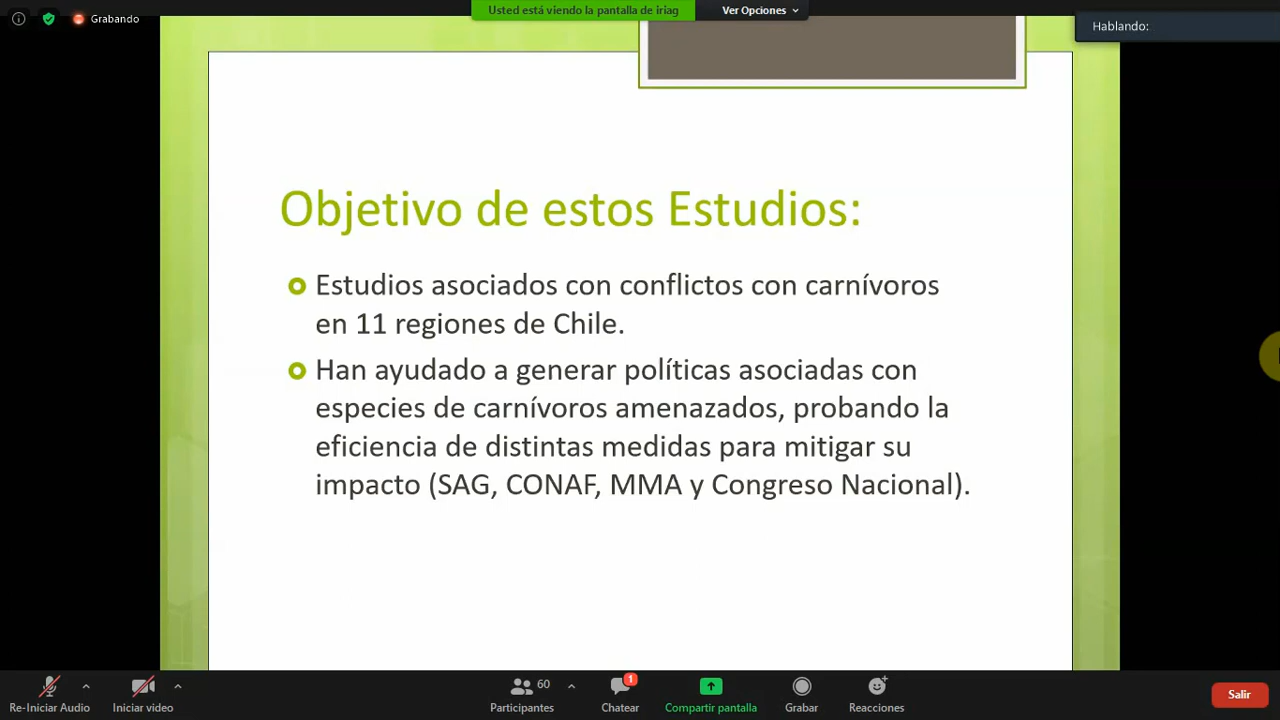 Grabando
Usted está viendo la pantalla de iriag
Ver Opciones
Hablando:
Objetivo de estos Estudios:
Estudios asociados con conflictos con carnívoros
en 11 regiones de Chile.
Han ayudado a generar políticas asociadas con
especies de carnívoros amenazados, probando la
eficiencia de distintas medidas para mitigar su
impacto (SAG, CONAF, MMA y Congreso Nacional).
Re-Iniciar Audio
Iniciar video
60
Participantes
1
Chatear
Compartir pantalla
Grabar
Reacciones
Salir